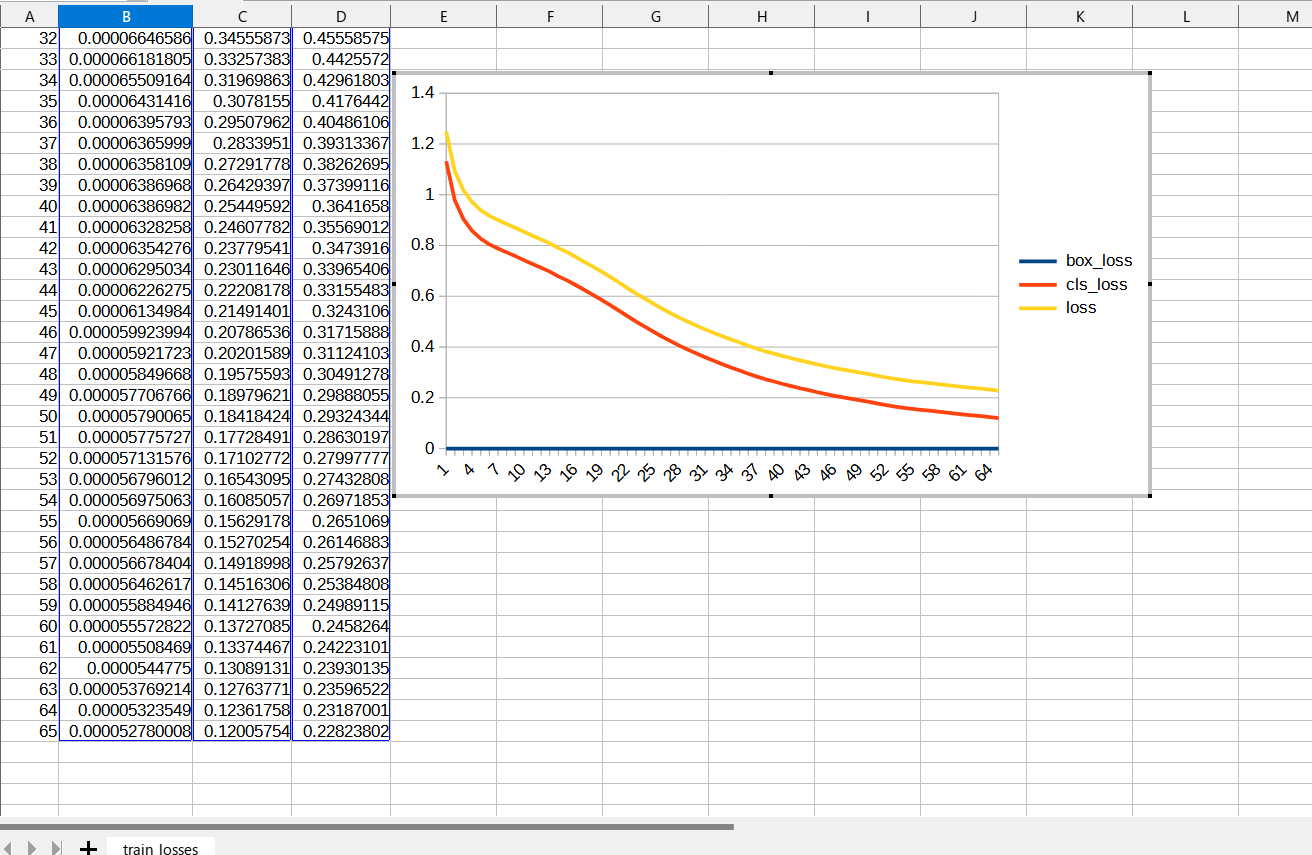 A B C D E F G H I J K L M
32 0.00006646586 0.34555873 0.45558575
33 0.000066181805 0.33257383 0.4425572
34 0.000065509164 0.31969863 0.42961803
35 0.00006431416 0.3078155 0.4176442
36 0.00006395793 0.29507962 0.40486106
37 0.00006365999 0.2833951 0.39313367
38 0.00006358109 0.27291778 0.38262695
39 0.00006386968 0.26429397 0.37399116
40 0.00006386982 0.25449592 0.3641658
41 0.00006328258 0.24607782 0.35569012
42 0.00006354276 0.23779541 0.3473916
43 0.00006295034 0.23011646 0.33965406
44 0.00006226275 0.22208178 0.33155483
45 0.00006134984 0.21491401 0.3243106
46 0.000059923994 0.20786536 0.31715888
47 0.00005921723 0.20201589 0.31124103
48 0.00005849668 0.19575593 0.30491278
49 0.000057706766 0.18979621 0.29888055
50 0.00005790065 0.18418424 0.29324344
51 0.00005775727 0.17728491 0.28630197
52 0.000057131576 0.17102772 0.27997777
53 0.000056796012 0.16543095 0.27432808
54 0.000056975063 0.16085057 0.26971853
55 0.00005669069 0.15629178 0.2651069
56 0.000056486784 0.15270254 0.26146883
57 0.000056678404 0.14918998 0.25792637
58 0.000056462617 0.14516306 0.25384808
59 0.000055884946 0.14127639 0.24989115
60 0.000055572822 0.13727085 0.2458264
61 0.00005508469 0.13374467 0.24223101
62 0.0000544775 0.13089131 0.23930135
63 0.000053769214 0.12763771 0.23596522
64 0.00005323549 0.12361758 0.23187001
65 0.000052780008 0.12005754 0.22823802
1.4
1.2
1
0.8
0.6
0.4
0.2
0
1 4 7 10 13 16 19 22 25 28 31 34 37 40 43 46 49 52 55 58 61 64
box_loss
cls_loss
loss
train_losses